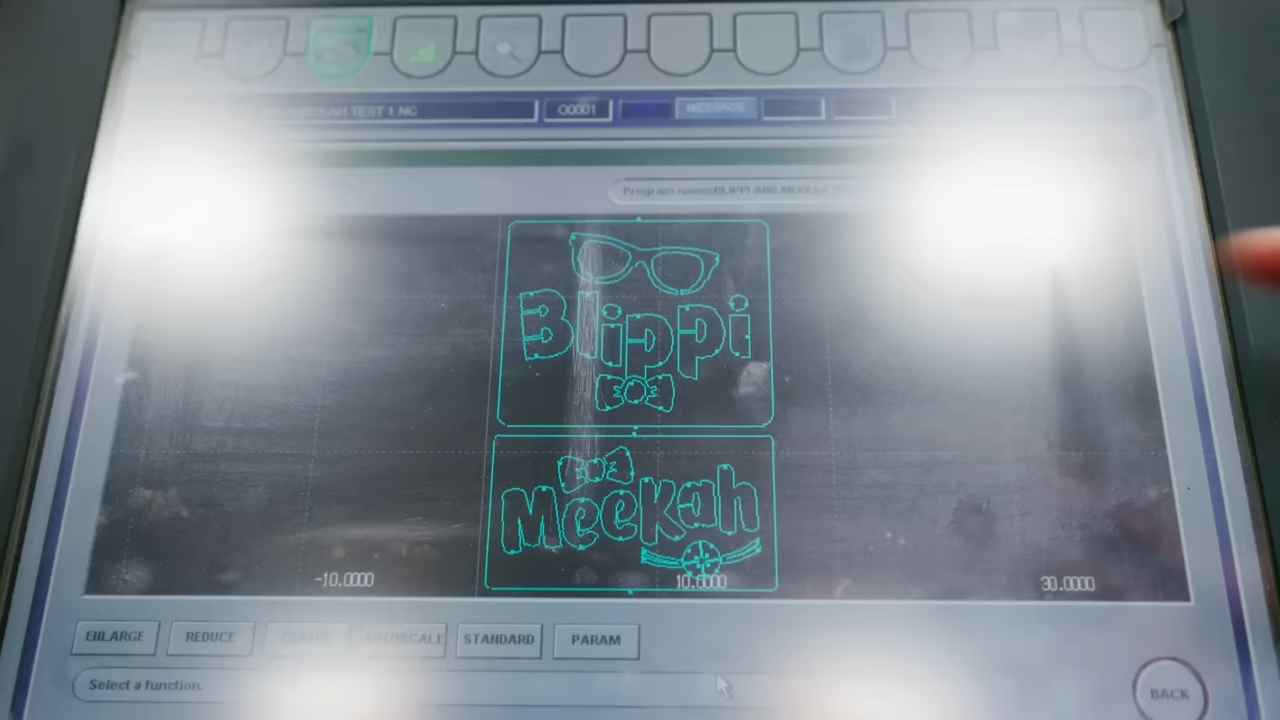 TEST 1.NC
O0001
MESSAGE
Program name:BLIPPI AND MEEKAH
Blippi
Meekah
-10.0000 10.0000 30.0000
ENLARGE REDUCE CENTER AUTOSCALE STANDARD PARAM
Select a function.
BACK